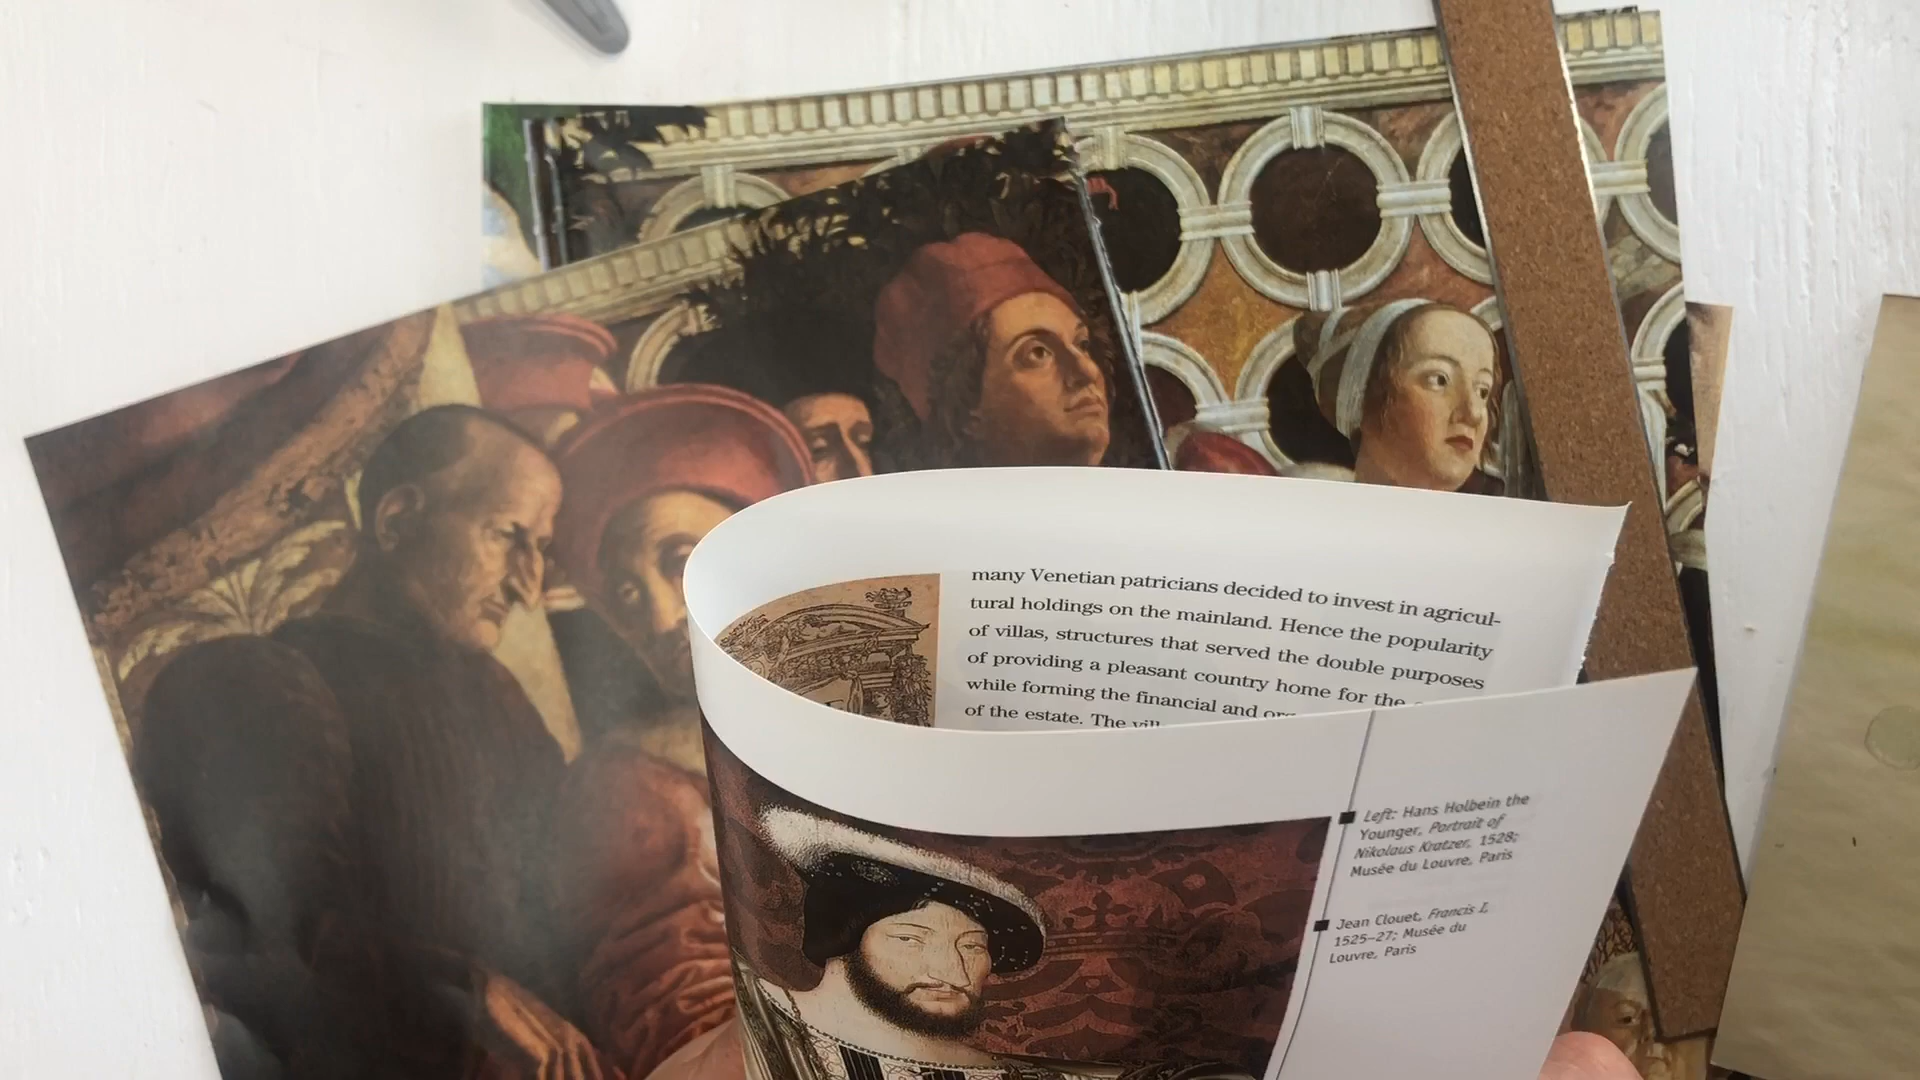 many Venetian patricians decided to invest in agricul-
tural holdings on the mainland. Hence the popularity
of villas, structures that served the double purposes
of providing a pleasant country home for the
while forming the financial and
of the estate. The
Left: Hans Holbein the
Younger, Portrait of
Nikolaus Kratzer, 1528;
Musée du Louvre, Paris
Jean Clouet, Francis I,
1525–27; Musée du
Louvre, Paris